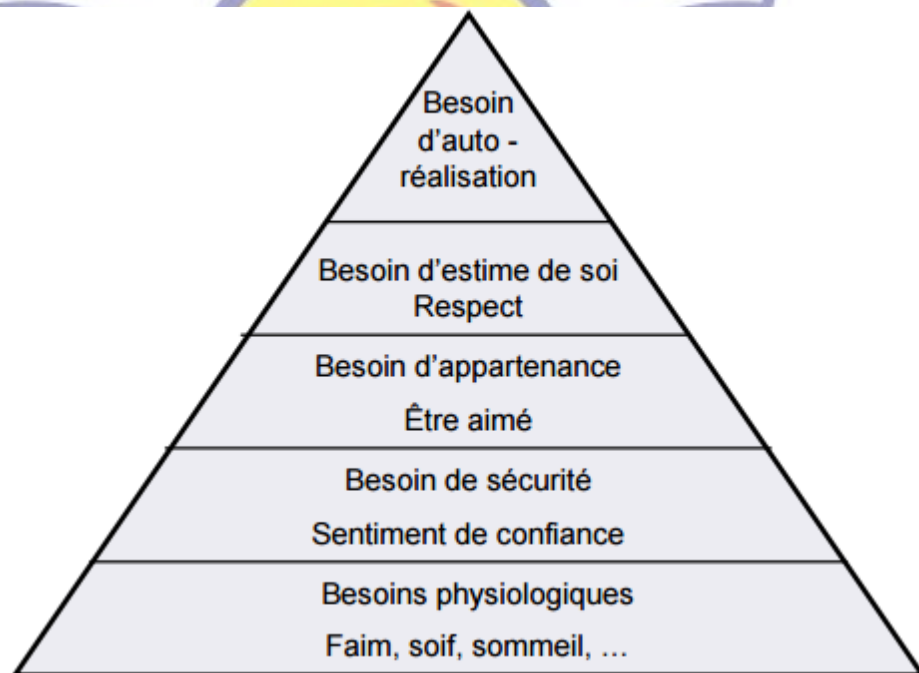 Besoin
d’auto -
réalisation
Besoin d’estime de soi
Respect
Besoin d’appartenance
Être aimé
Besoin de sécurité
Sentiment de confiance
Besoins physiologiques
Faim, soif, sommeil, …